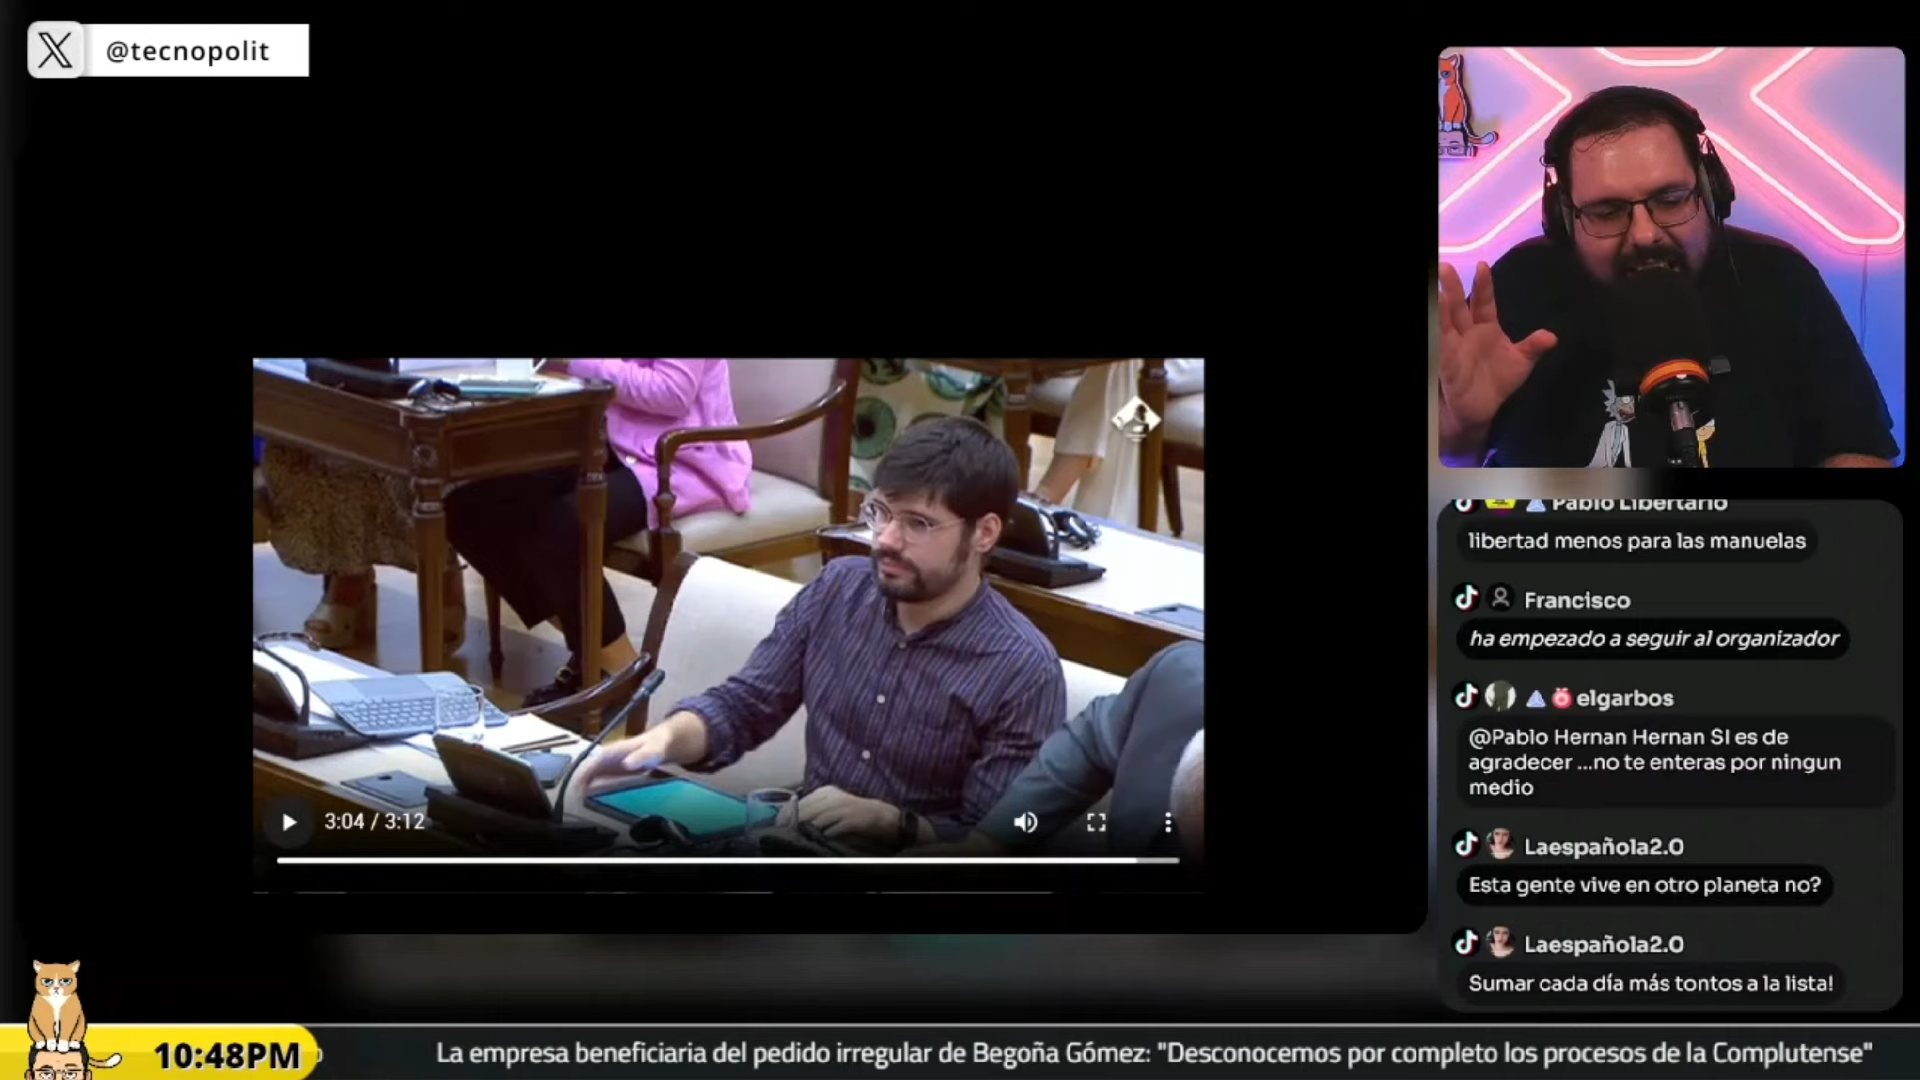 @tecnopolit
3:04 / 3:12
Pablo Libertario
libertad menos para las manuelas
Francisco
ha empezado a seguir al organizador
elgarbos
@Pablo Hernan Hernan SI es de
agradecer ...no te enteras por ningun
medio
Laespañola2.0
Esta gente vive en otro planeta no?
Laespañola2.0
Sumar cada día más tontos a la lista!
10:48PM
La empresa beneficiaria del pedido irregular de Begoña Gómez: "Desconocemos por completo los procesos de la Complutense"